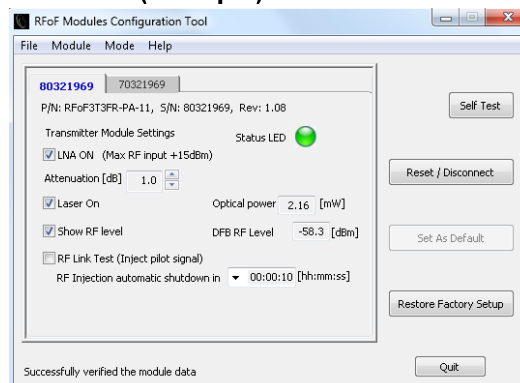 RFoF Modules Configuration Tool
File Module Mode Help
80321969 70321969
P/N: RFoF3T3FR-PA-11, S/N: 80321969, Rev: 1.08
Self Test
Transmitter Module Settings
Status LED
LNA ON (Max RF input +15dBm)
Attenuation [dB] 1.0
Reset / Disconnect
Laser On
Optical power 2.16 [mW]
Show RF level
DFB RF Level -58.3 [dBm]
Set As Default
RF Link Test (Inject pilot signal)
RF Injection automatic shutdown in 00:00:10 [hh:mm:ss]
Restore Factory Setup
Successfully verified the module data
Quit